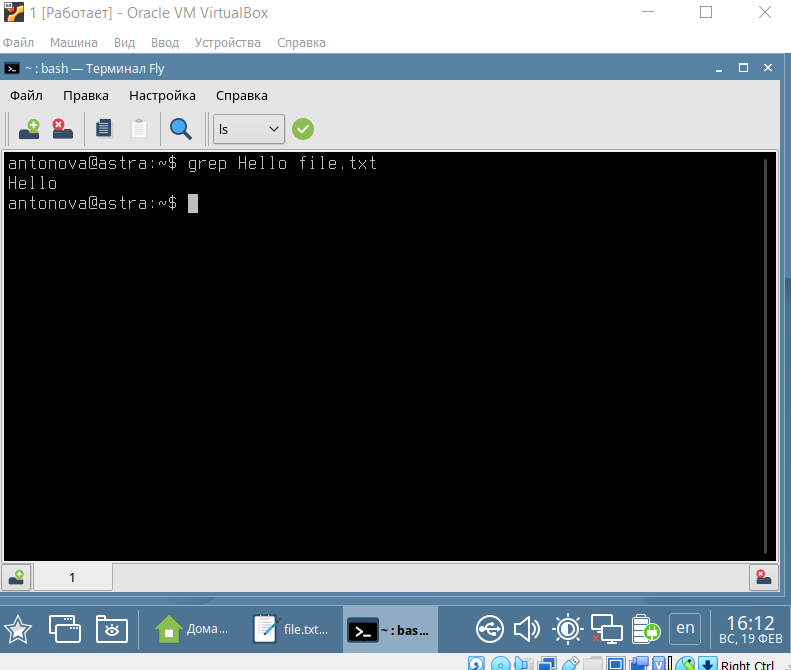 1 [Работает] - Oracle VM VirtualBox
Файл Машина Вид Ввод Устройства Справка
~ : bash — Терминал Fly
Файл Правка Настройка Справка
ls
antonova@astra:~$ grep Hello file.txt
Hello
antonova@astra:~$
1
Дома... file.txt... ~ : bas... en 16:12
ВС, 19 ФЕВ
Right Ctrl